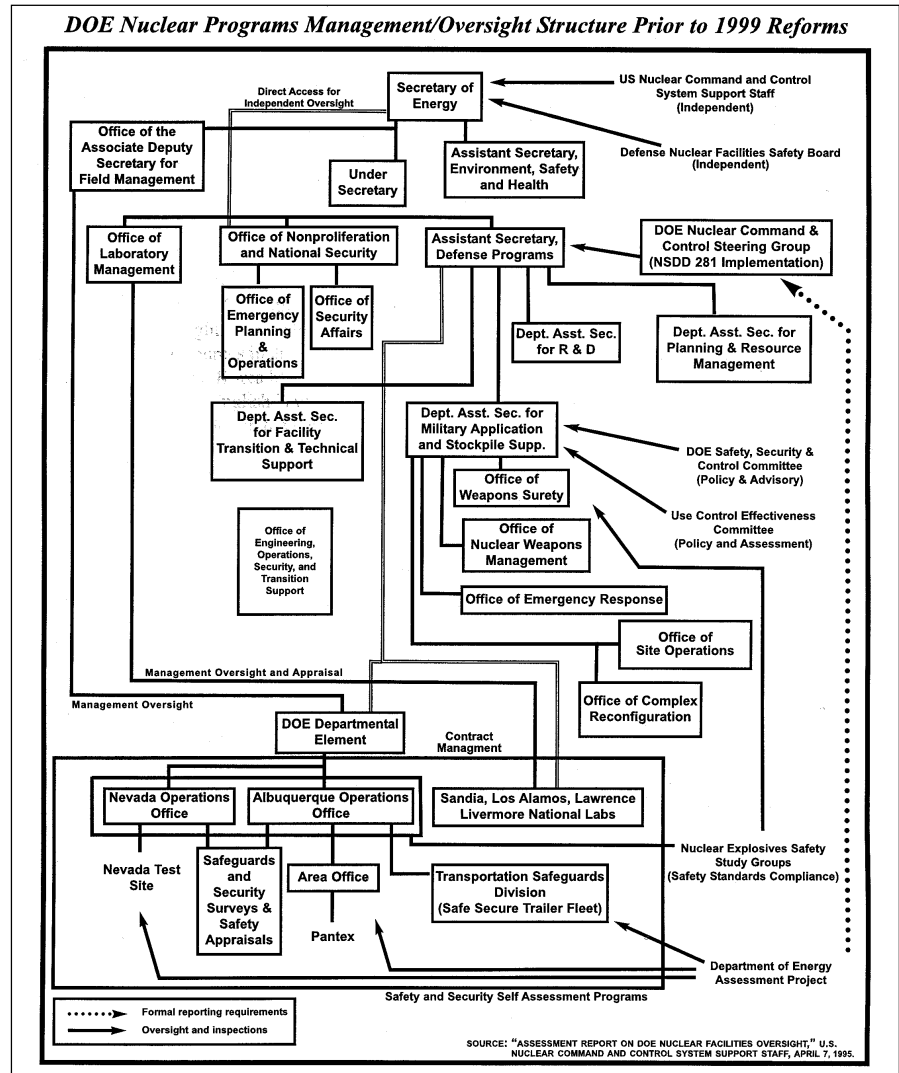 DOE Nuclear Programs Management/Oversight Structure Prior to 1999 Reforms
Direct Access for
Independent Oversight
Secretary of
Energy
US Nuclear Command and Control
System Support Staff
(Independent)
Office of the
Associate Deputy
Secretary for
Field Management
Under
Secretary
Assistant Secretary,
Environment, Safety
and Health
Defense Nuclear Facilities Safety Board
(Independent)
Office of
Laboratory
Management
Office of Nonproliferation
and National Security
Assistant Secretary,
Defense Programs
DOE Nuclear Command &
Control Steering Group
(NSDD 281 Implementation)
Office of
Emergency
Planning
&
Operations
Office of
Security
Affairs
Dept. Asst. Sec.
for R & D
Dept. Asst. Sec. for
Planning & Resource
Management
Dept. Asst. Sec.
for Facility
Transition & Technical
Support
Dept. Asst. Sec. for
Military Application
and Stockpile Supp.
DOE Safety, Security &
Control Committee
(Policy & Advisory)
Office of
Weapons Surety
Use Control Effectiveness
Committee
(Policy and Assessment)
Office of
Engineering,
Operations,
Security, and
Transition
Support
Office of
Nuclear Weapons
Management
Office of Emergency Response
Office of
Site Operations
Management Oversight and Appraisal
Office of Complex
Reconfiguration
Management Oversight
DOE Departmental
Element
Contract
Managment
Nevada Operations
Office
Albuquerque Operations
Office
Sandia, Los Alamos, Lawrence
Livermore National Labs
Nuclear Explosives Safety
Study Groups
(Safety Standards Compliance)
Nevada Test
Site
Safeguards
and
Security
Surveys &
Safety
Appraisals
Area Office
Transportation Safeguards
Division
(Safe Secure Trailer Fleet)
Pantex
Department of Energy
Assessment Project
Safety and Security Self Assessment Programs
Formal reporting requirements
Oversight and inspections
SOURCE: "ASSESSMENT REPORT ON DOE NUCLEAR FACILITIES OVERSIGHT," U.S.
NUCLEAR COMMAND AND CONTROL SYSTEM SUPPORT STAFF, APRIL 7, 1995.